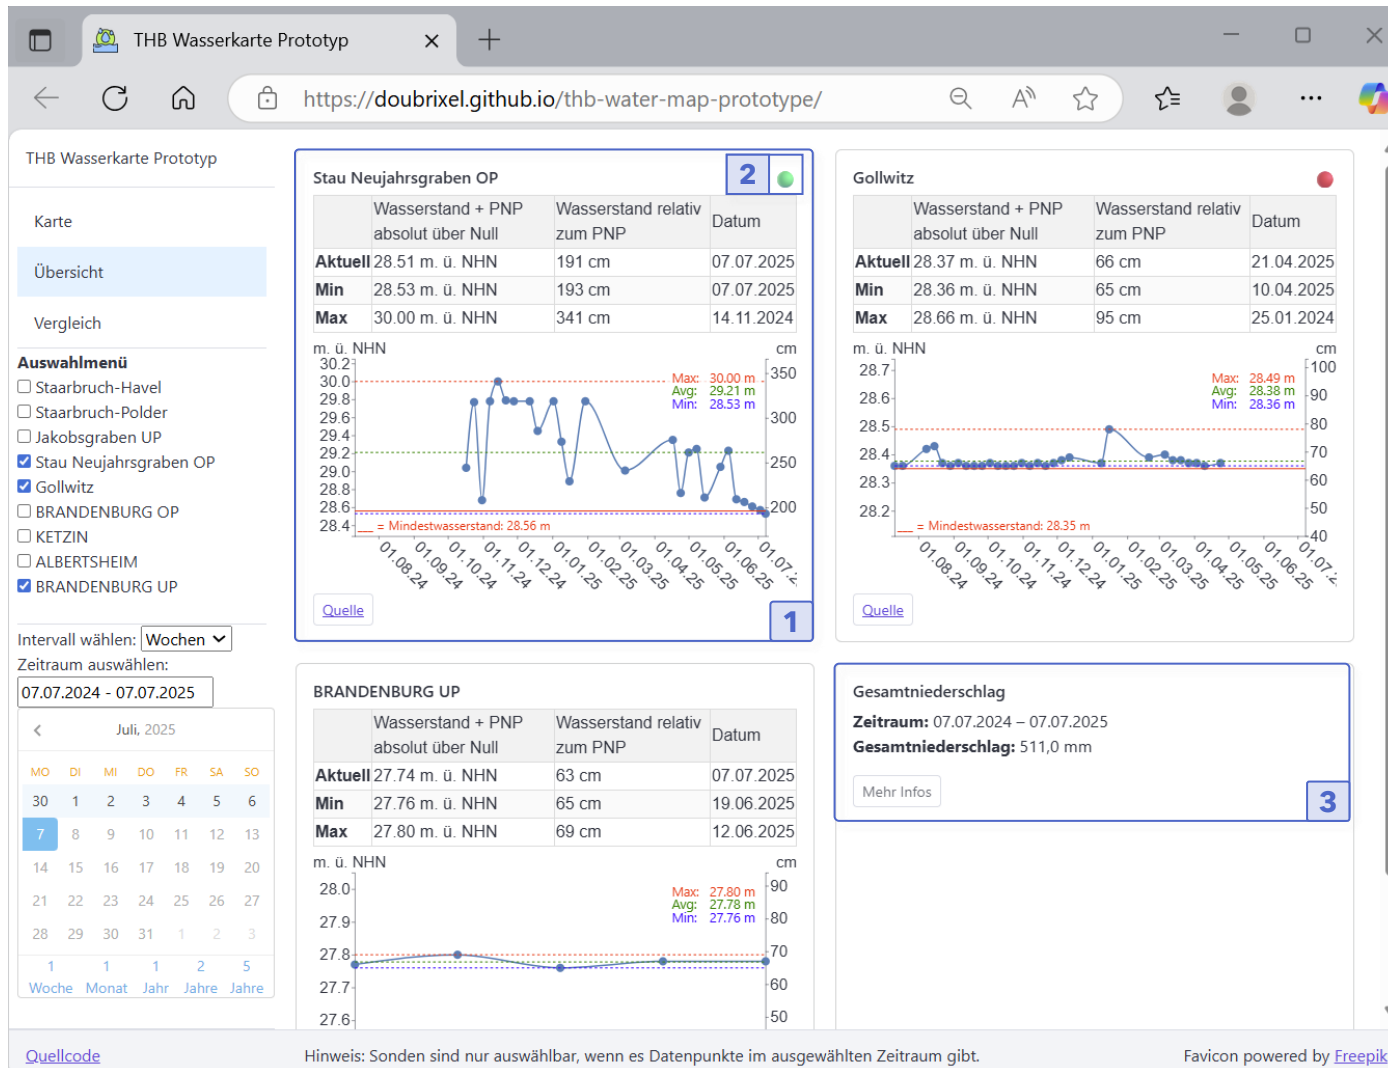 THB Wasserkarte Prototyp
https://doubrixel.github.io/thb-water-map-prototype/
THB Wasserkarte Prototyp
Karte
Übersicht
Vergleich
Auswahlmenü
Staarbruch-Havel
Staarbruch-Polder
Jakobsgraben UP
Stau Neujahrsgraben OP
Gollwitz
BRANDENBURG OP
KETZIN
ALBERTSHEIM
BRANDENBURG UP
Intervall wählen: Wochen
Zeitraum auswählen:
07.07.2024 - 07.07.2025
Juli, 2025
MO DI MI DO FR SA SO
30 1 2 3 4 5 6
7 8 9 10 11 12 13
14 15 16 17 18 19 20
21 22 23 24 25 26 27
28 29 30 31 1 2 3
1 1 1 2 5
Woche Monat Jahr Jahre Jahre
Stau Neujahrsgraben OP
2
Wasserstand + PNP Wasserstand relativ Datum
absolut über Null zum PNP
Aktuell 28.51 m. ü. NHN 191 cm 07.07.2025
Min 28.53 m. ü. NHN 193 cm 07.07.2025
Max 30.00 m. ü. NHN 341 cm 14.11.2024
m. ü. NHN cm
30.2
30.0
29.8
29.6
29.4
29.2
29.0
28.8
28.6
28.4
Max: 30.00 m
Avg: 29.21 m
Min: 28.53 m
350
300
250
200
__ = Mindestwasserstand: 28.56 m
01.08.24 01.09.24 01.10.24 01.11.24 01.12.24 01.01.25 01.02.25 01.03.25 01.04.25 01.05.25 01.06.25 01.07.2
Quelle
1
Gollwitz
Wasserstand + PNP Wasserstand relativ Datum
absolut über Null zum PNP
Aktuell 28.37 m. ü. NHN 66 cm 21.04.2025
Min 28.36 m. ü. NHN 65 cm 10.04.2025
Max 28.66 m. ü. NHN 95 cm 25.01.2024
m. ü. NHN cm
28.7
28.6
28.5
28.4
28.3
28.2
Max: 28.49 m
Avg: 28.38 m
Min: 28.36 m
100
90
80
70
60
50
40
__ = Mindestwasserstand: 28.35 m
01.08.24 01.09.24 01.10.24 01.11.24 01.12.24 01.01.25 01.02.25 01.03.25 01.04.25 01.05.25 01.06.25 01.07.2
Quelle
BRANDENBURG UP
Wasserstand + PNP Wasserstand relativ Datum
absolut über Null zum PNP
Aktuell 27.74 m. ü. NHN 63 cm 07.07.2025
Min 27.76 m. ü. NHN 65 cm 19.06.2025
Max 27.80 m. ü. NHN 69 cm 12.06.2025
m. ü. NHN cm
28.0
27.9
27.8
27.7
27.6
Max: 27.80 m
Avg: 27.78 m
Min: 27.76 m
90
80
70
60
50
Gesamtniederschlag
Zeitraum: 07.07.2024 – 07.07.2025
Gesamtniederschlag: 511,0 mm
Mehr Infos
3
Quellcode
Hinweis: Sonden sind nur auswählbar, wenn es Datenpunkte im ausgewählten Zeitraum gibt.
Favicon powered by Freepik